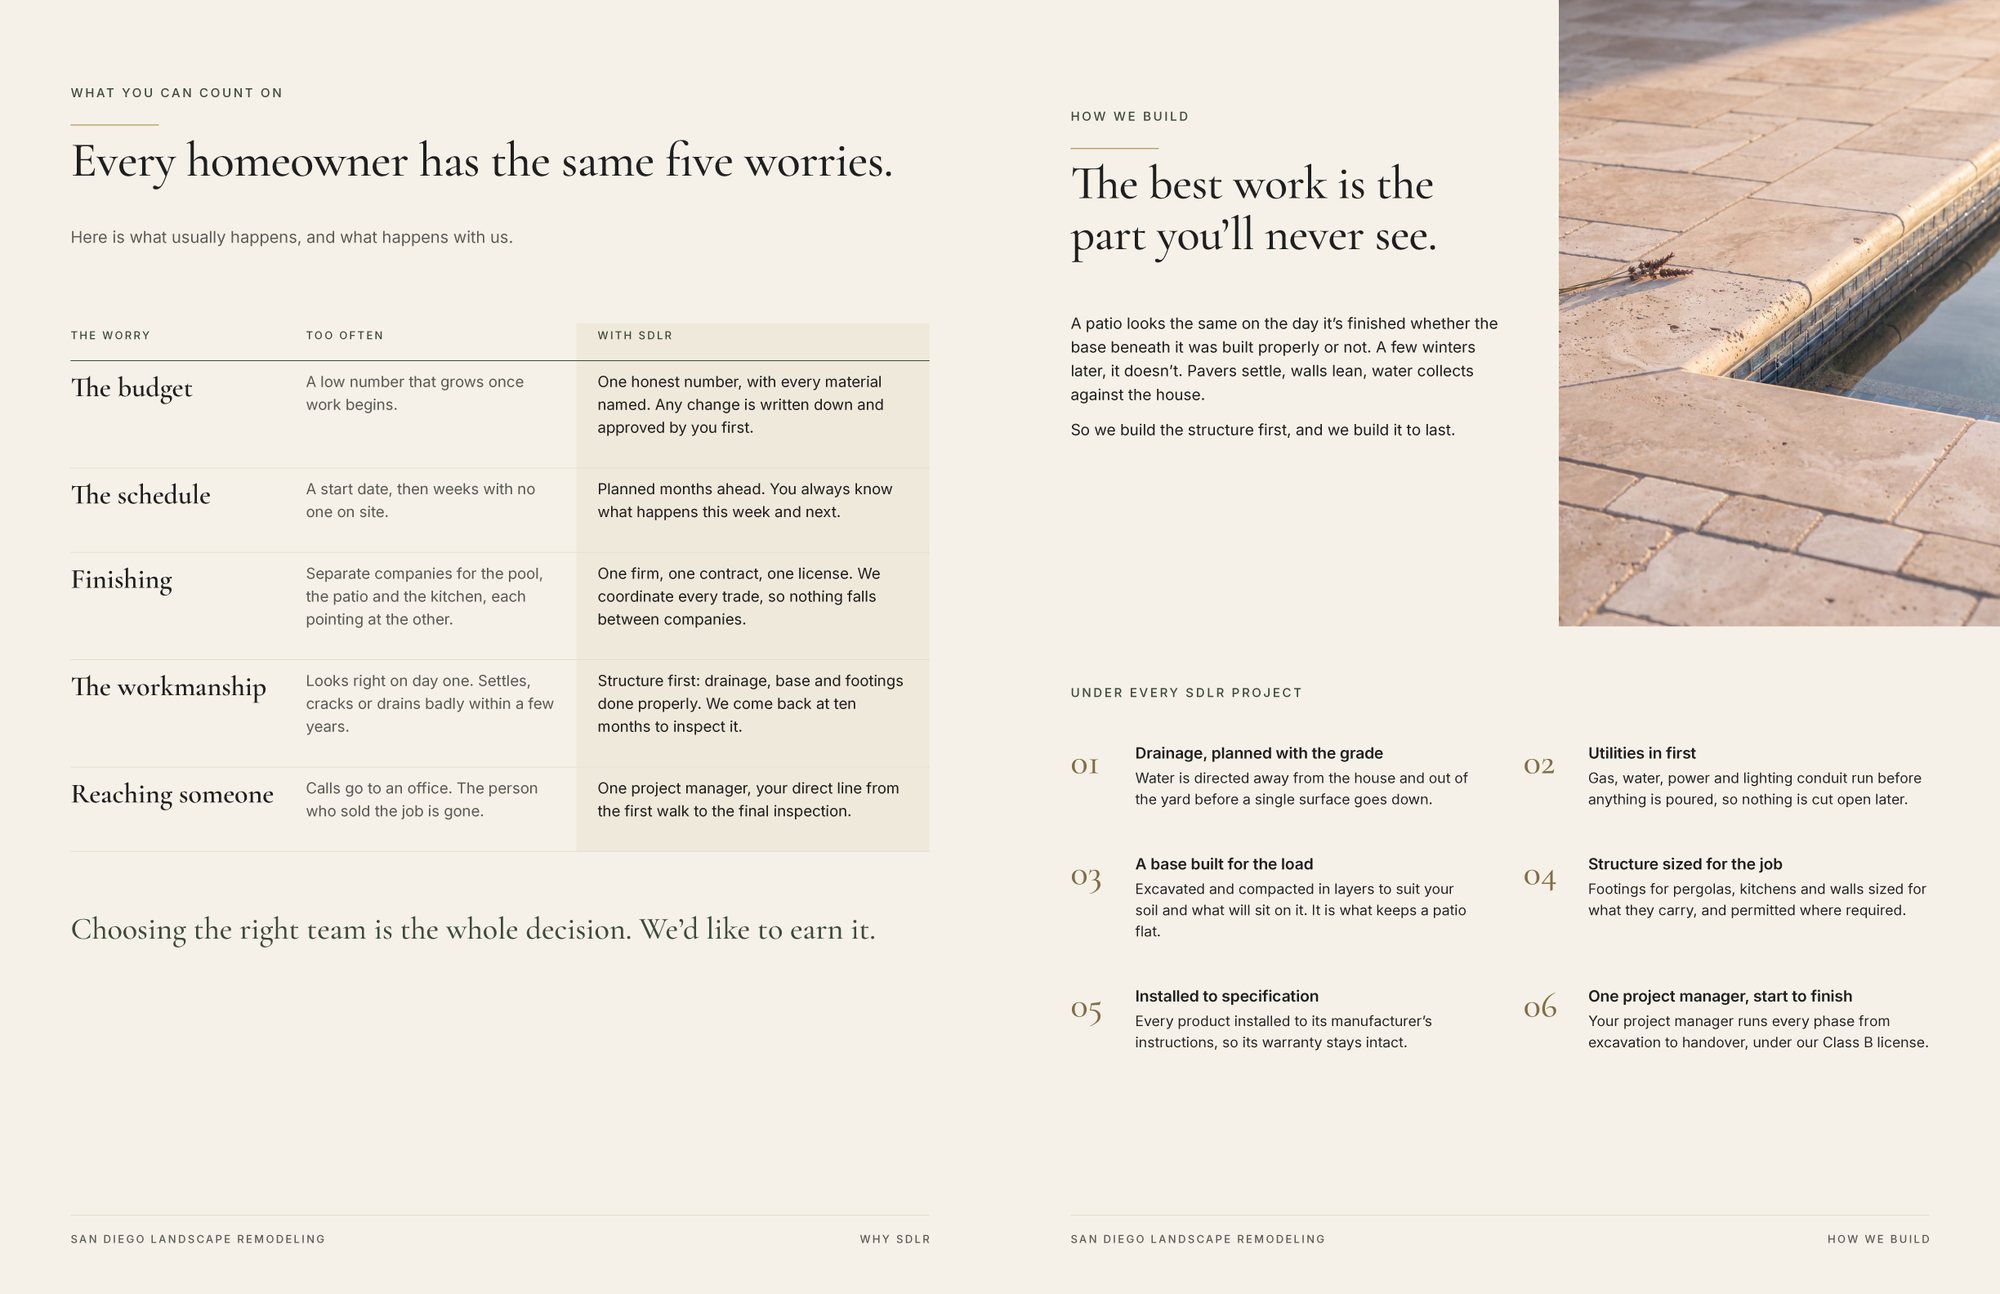 WHAT YOU CAN COUNT ON
Every homeowner has the same five worries.
Here is what usually happens, and what happens with us.
THE WORRY
TOO OFTEN
WITH SDLR
The budget
A low number that grows once
work begins.
One honest number, with every material
named. Any change is written down and
approved by you first.
The schedule
A start date, then weeks with no
one on site.
Planned months ahead. You always know
what happens this week and next.
Finishing
Separate companies for the pool,
the patio and the kitchen, each
pointing at the other.
One firm, one contract, one license. We
coordinate every trade, so nothing falls
between companies.
The workmanship
Looks right on day one. Settles,
cracks or drains badly within a few
years.
Structure first: drainage, base and footings
done properly. We come back at ten
months to inspect it.
Reaching someone
Calls go to an office. The person
who sold the job is gone.
One project manager, your direct line from
the first walk to the final inspection.
Choosing the right team is the whole decision. We’d like to earn it.
SAN DIEGO LANDSCAPE REMODELING
WHY SDLR
HOW WE BUILD
The best work is the
part you’ll never see.
A patio looks the same on the day it’s finished whether the
base beneath it was built properly or not. A few winters
later, it doesn’t. Pavers settle, walls lean, water collects
against the house.
So we build the structure first, and we build it to last.
UNDER EVERY SDLR PROJECT
01
Drainage, planned with the grade
Water is directed away from the house and out of
the yard before a single surface goes down.
02
Utilities in first
Gas, water, power and lighting conduit run before
anything is poured, so nothing is cut open later.
03
A base built for the load
Excavated and compacted in layers to suit your
soil and what will sit on it. It is what keeps a patio
flat.
04
Structure sized for the job
Footings for pergolas, kitchens and walls sized for
what they carry, and permitted where required.
05
Installed to specification
Every product installed to its manufacturer’s
instructions, so its warranty stays intact.
06
One project manager, start to finish
Your project manager runs every phase from
excavation to handover, under our Class B license.
SAN DIEGO LANDSCAPE REMODELING
HOW WE BUILD